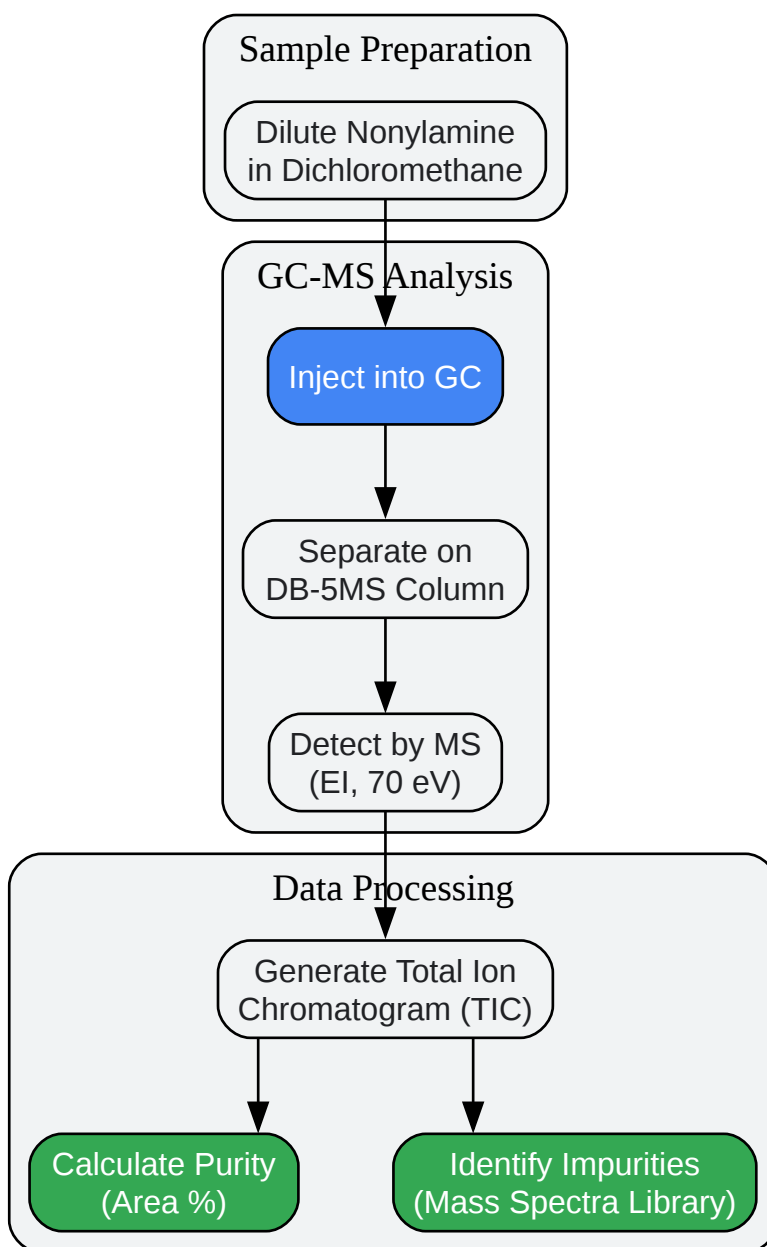 Sample Preparation
Dilute Nonylamine
in Dichloromethane
GC-MS Analysis
Inject into GC
Separate on
DB-5MS Column
Detect by MS
(EI, 70 eV)
Data Processing
Generate Total Ion
Chromatogram (TIC)
Calculate Purity
(Area %)
Identify Impurities
(Mass Spectra Library)